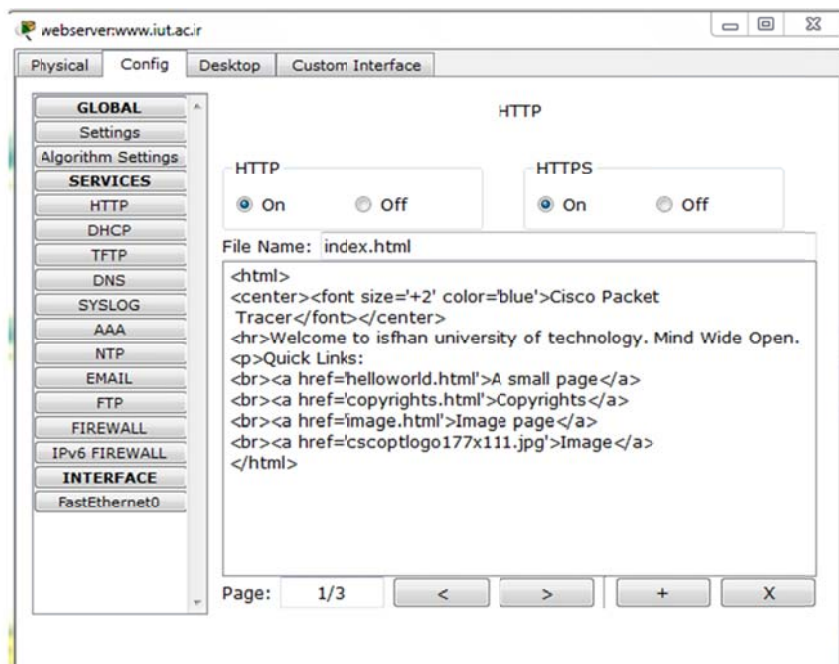 webserver:www.iut.ac.ir
Physical Config Desktop Custom Interface
GLOBAL
Settings
Algorithm Settings
SERVICES
HTTP
DHCP
TFTP
DNS
SYSLOG
AAA
NTP
EMAIL
FTP
FIREWALL
IPv6 FIREWALL
INTERFACE
FastEthernet0
HTTP
HTTP
On Off
HTTPS
On Off
File Name: index.html
<html>
<center><font size='+2' color='blue'>Cisco Packet
Tracer</font></center>
<hr>Welcome to isfhan university of technology. Mind Wide Open.
<p>Quick Links:
<br><a href='helloworld.html'>A small page</a>
<br><a href='copyrights.html'>Copyrights</a>
<br><a href='image.html'>Image page</a>
<br><a href='cscoptlogo177x111.jpg'>Image</a>
</html>
Page: 1/3 < > + X